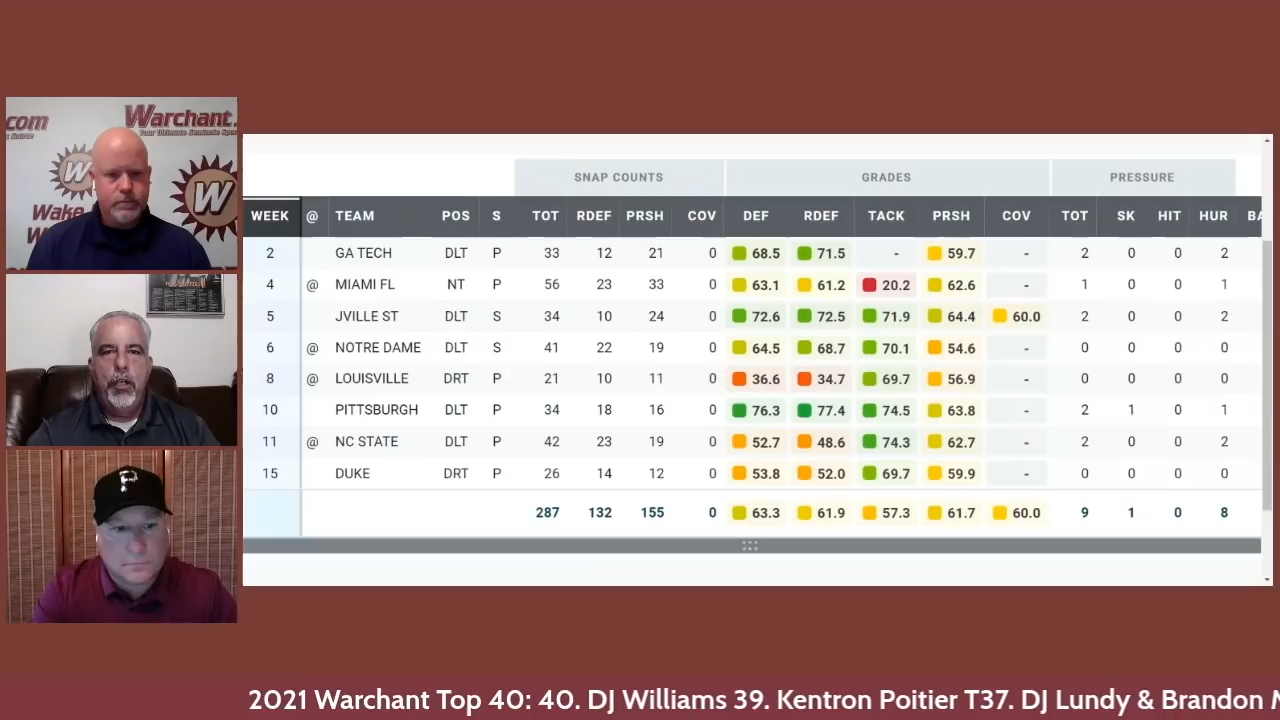 .com
Warchant.
Your Ultimate Seminole
W
W
Wake
SNAP COUNTS GRADES PRESSURE
WEEK @ TEAM POS S TOT RDEF PRSH COV DEF RDEF TACK PRSH COV TOT SK HIT HUR BA
2 GA TECH DLT P 33 12 21 0 68.5 71.5 - 59.7 - 2 0 0 2
4 @ MIAMI FL NT P 56 23 33 0 63.1 61.2 20.2 62.6 - 1 0 0 1
5 JVILLE ST DLT S 34 10 24 0 72.6 72.5 71.9 64.4 60.0 2 0 0 2
6 @ NOTRE DAME DLT S 41 22 19 0 64.5 68.7 70.1 54.6 - 0 0 0 0
8 @ LOUISVILLE DRT P 21 10 11 0 36.6 34.7 69.7 56.9 - 0 0 0 0
10 PITTSBURGH DLT P 34 18 16 0 76.3 77.4 74.5 63.8 - 2 1 0 1
11 @ NC STATE DLT P 42 23 19 0 52.7 48.6 74.3 62.7 - 2 0 0 2
15 DUKE DRT P 26 14 12 0 53.8 52.0 69.7 59.9 - 0 0 0 0
287 132 155 0 63.3 61.9 57.3 61.7 60.0 9 1 0 8
P
2021 Warchant Top 40: 40. DJ Williams 39. Kentron Poitier T37. DJ Lundy & Brandon M